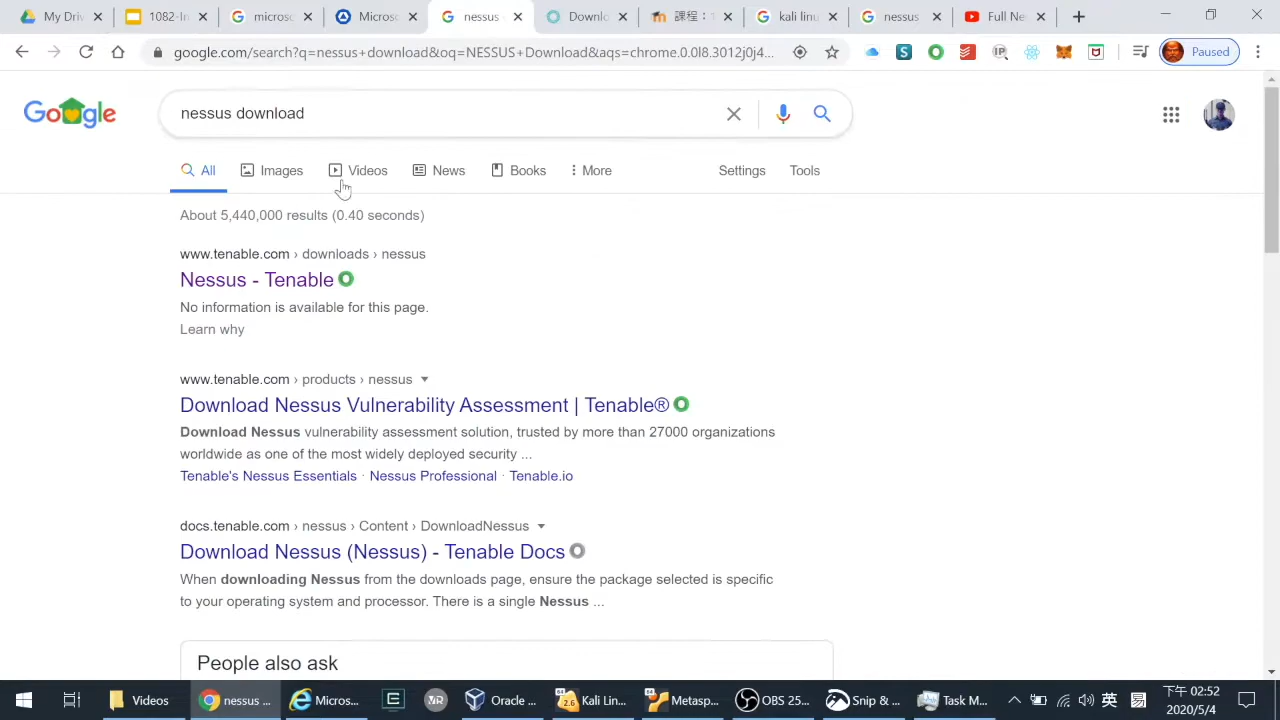 My Drive
1082-In
microsc
Micros
nessus
Downlo
課程：1
kali linu
nessus
Full Ne
google.com/search?q=nessus+download&oq=NESSUS+Download&aqs=chrome.0.0l8.3012j0j4...
Paused
Google
nessus download
All Images Videos News Books More Settings Tools
About 5,440,000 results (0.40 seconds)
www.tenable.com › downloads › nessus
Nessus - Tenable
No information is available for this page.
Learn why
www.tenable.com › products › nessus
Download Nessus Vulnerability Assessment | Tenable®
Download Nessus vulnerability assessment solution, trusted by more than 27000 organizations
worldwide as one of the most widely deployed security ...
Tenable's Nessus Essentials · Nessus Professional · Tenable.io
docs.tenable.com › nessus › Content › DownloadNessus
Download Nessus (Nessus) - Tenable Docs
When downloading Nessus from the downloads page, ensure the package selected is specific
to your operating system and processor. There is a single Nessus ...
People also ask
Videos
nessus ...
Micros...
Oracle ...
Kali Lin...
Metasp...
OBS 25...
Snip & ...
Task M...
英
下午 02:52
2020/5/4